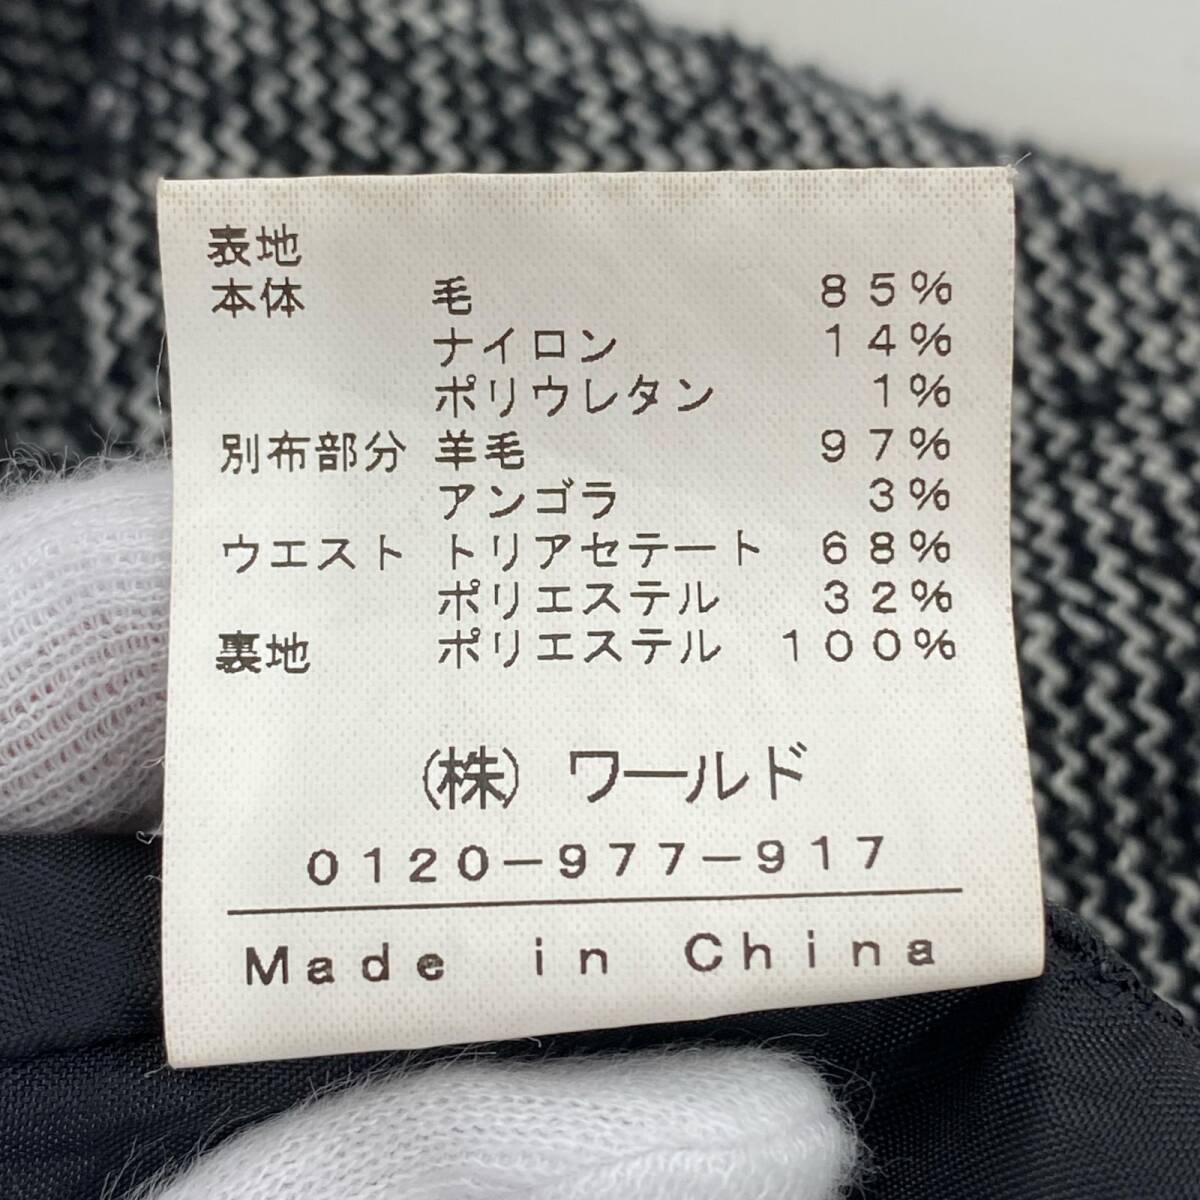 表地
本体 毛 85%
ナイロン 14%
ポリウレタン 1%
別布部分 羊毛 97%
アンゴラ 3%
ウエスト トリアセテート 68%
ポリエステル 32%
裏地 ポリエステル 100%
(株) ワールド
0120-977-917
Made in China